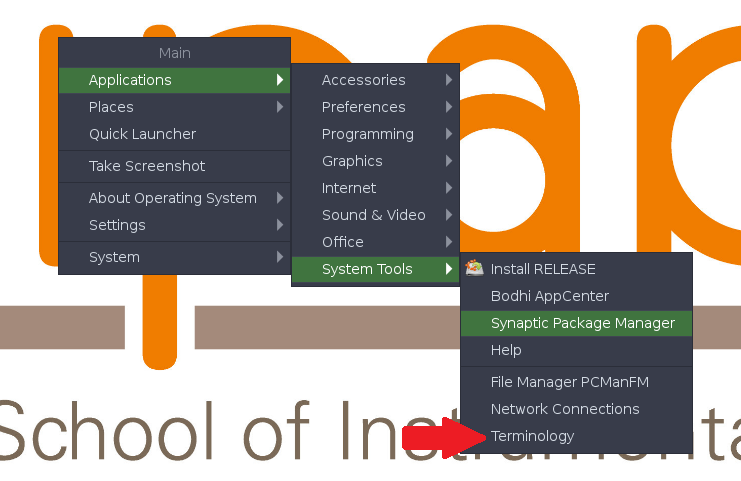 Main
Applications
Places
Quick Launcher
Take Screenshot
About Operating System
Settings
System
Accessories
Preferences
Programming
Graphics
Internet
Sound & Video
Office
System Tools
Install RELEASE
Bodhi AppCenter
Synaptic Package Manager
Help
File Manager PCManFM
Network Connections
Terminology
School of Instrumenta